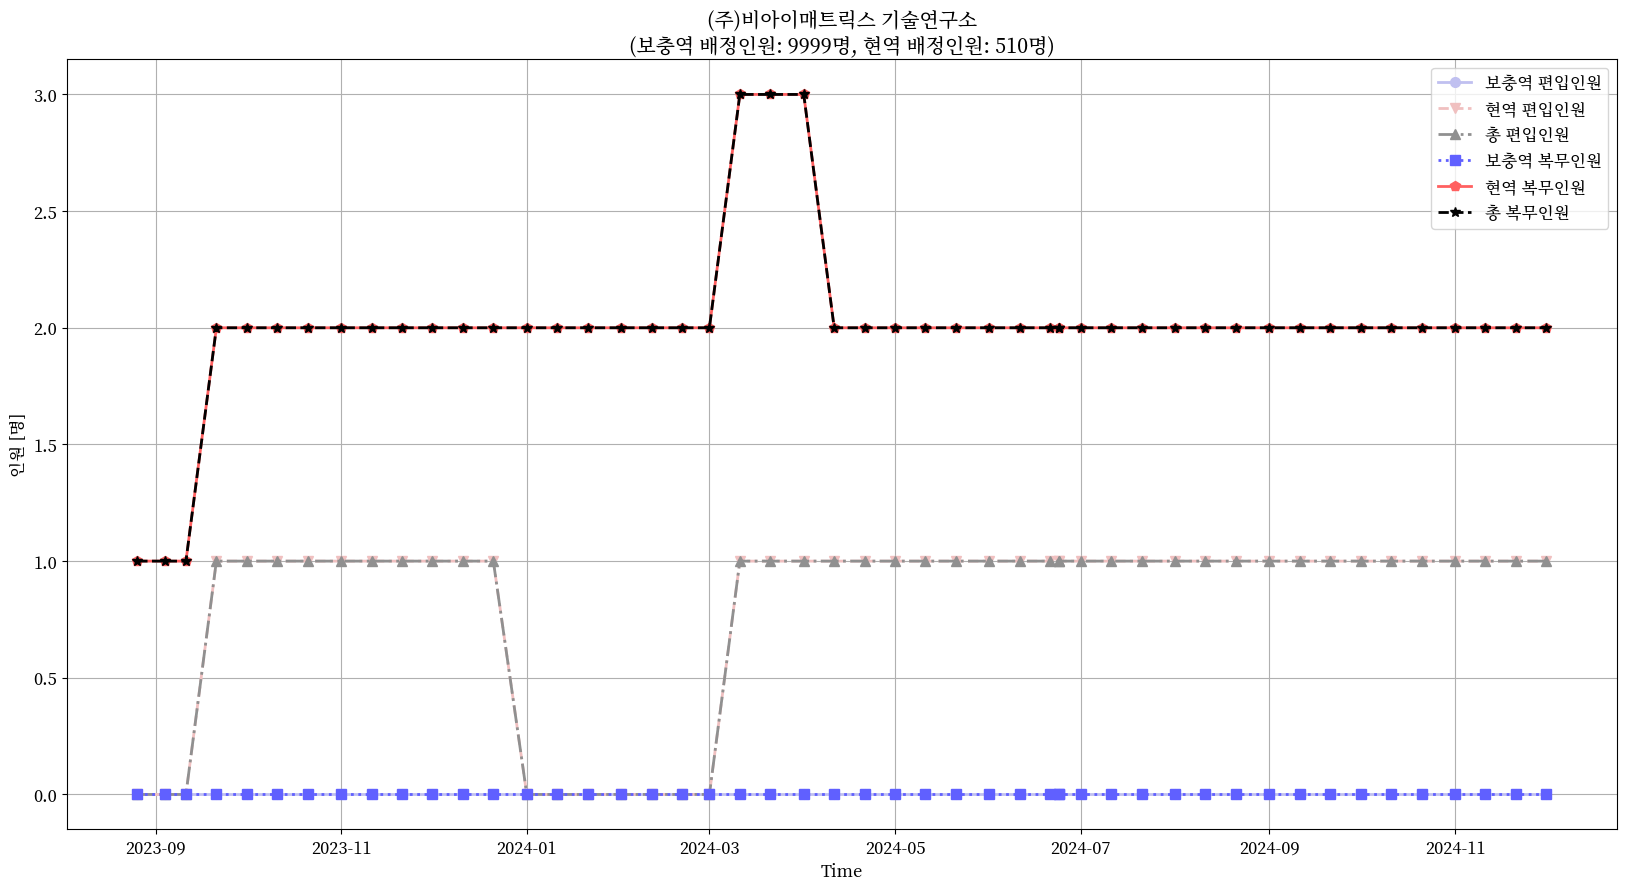 (주)비아이매트릭스 기술연구소
(보충역 배정인원: 9999명, 현역 배정인원: 510명)
보충역 편입인원
현역 편입인원
총 편입인원
보충역 복무인원
현역 복무인원
총 복무인원
3.0
2.5
2.0
1.5
1.0
0.5
0.0
인원 [명]
2023-09 2023-11 2024-01 2024-03 2024-05 2024-07 2024-09 2024-11
Time